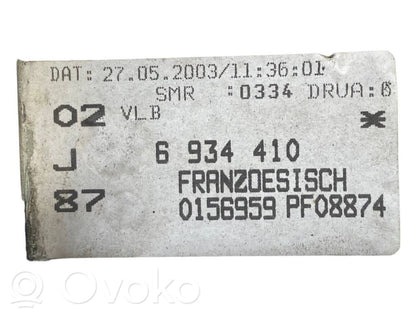 DAT: 27.05.2003/11:36:01
SMR :0334 DRUA:6
02 VLB *
J 6 934 410
FRANZOESISCH
87 0156959 PF08874
Ovoko